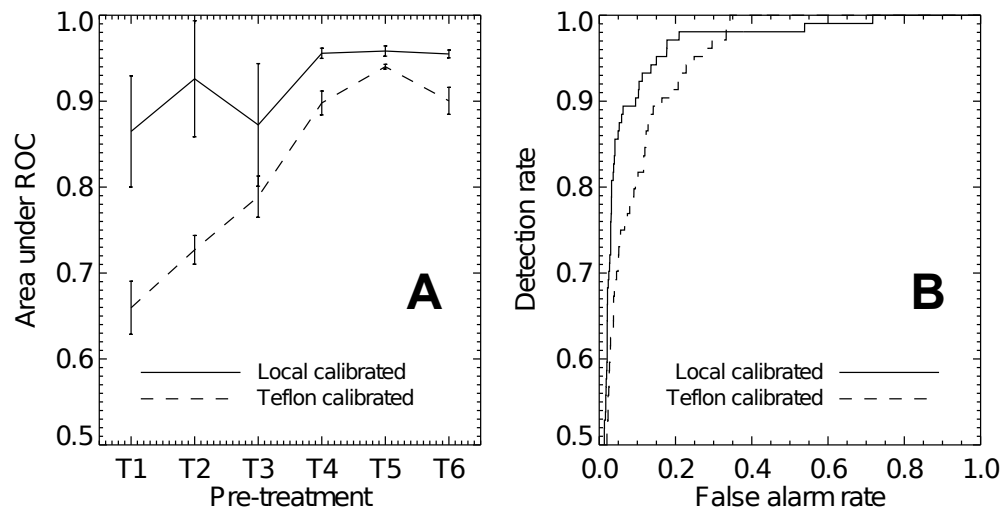 1.0
0.9
0.8
0.7
0.6
0.5
Area under ROC
A
Local calibrated
Teflon calibrated
T1 T2 T3 T4 T5 T6
Pre-treatment
1.0
0.9
0.8
0.7
0.6
0.5
Detection rate
B
Local calibrated
Teflon calibrated
0.0 0.2 0.4 0.6 0.8 1.0
False alarm rate